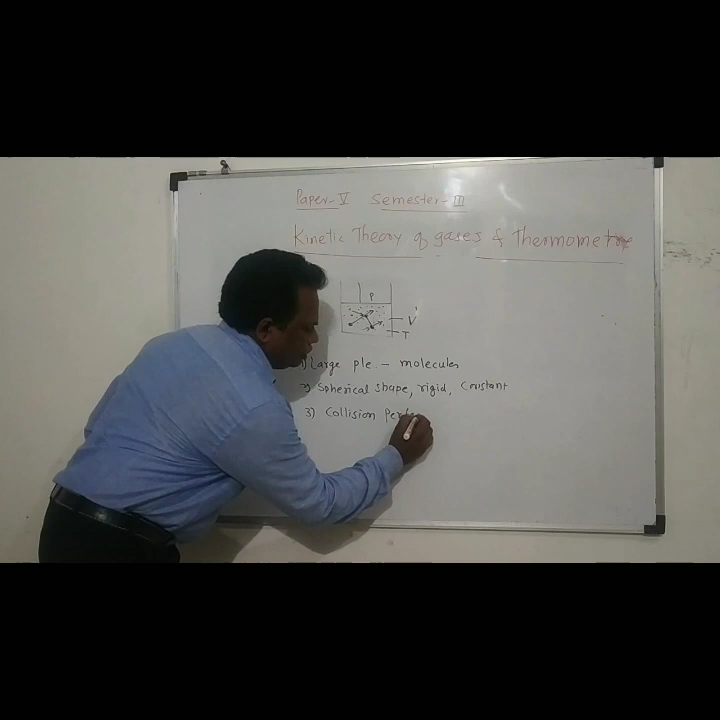 Paper-V Semester-III
Kinetic Theory of gases & Thermometry
P
V
T
1) Large ple. - molecules
2) Spherical shape, rigid, Constant
3) Collision Perfe